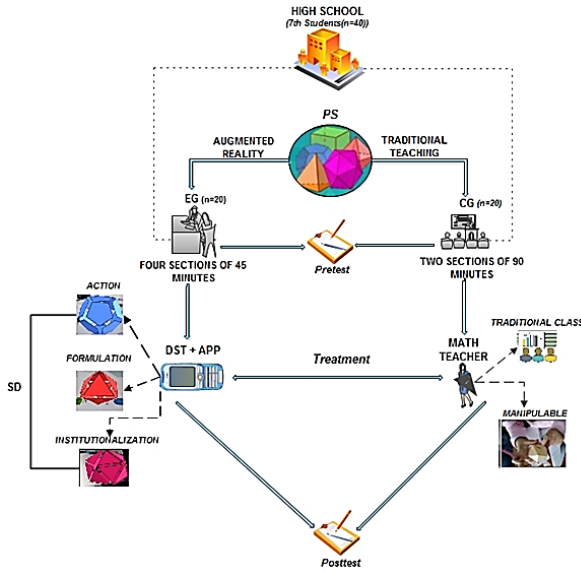 HIGH SCHOOL
(7th Students(n=40))
PS
AUGMENTED
REALITY
TRADITIONAL
TEACHING
EG (n=20)
CG (n=20)
Pretest
FOUR SECTIONS OF 45
MINUTES
TWO SECTIONS OF 90
MINUTES
ACTION
TRADITIONAL CLASS
DST + APP
Treatment
MATH
TEACHER
FORMULATION
SD
MANIPULABLE
INSTITUTIONALIZATION
Posttest